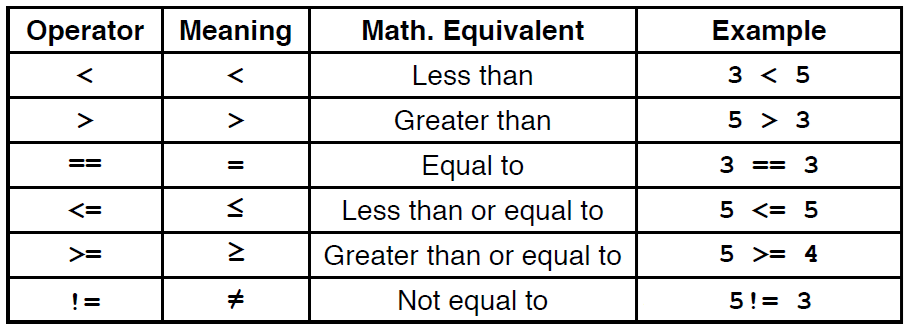 Operator Meaning Math. Equivalent Example
< < Less than 3 < 5
> > Greater than 5 > 3
== = Equal to 3 == 3
<= ≤ Less than or equal to 5 <= 5
>= ≥ Greater than or equal to 5 >= 4
!= ≠ Not equal to 5!= 3